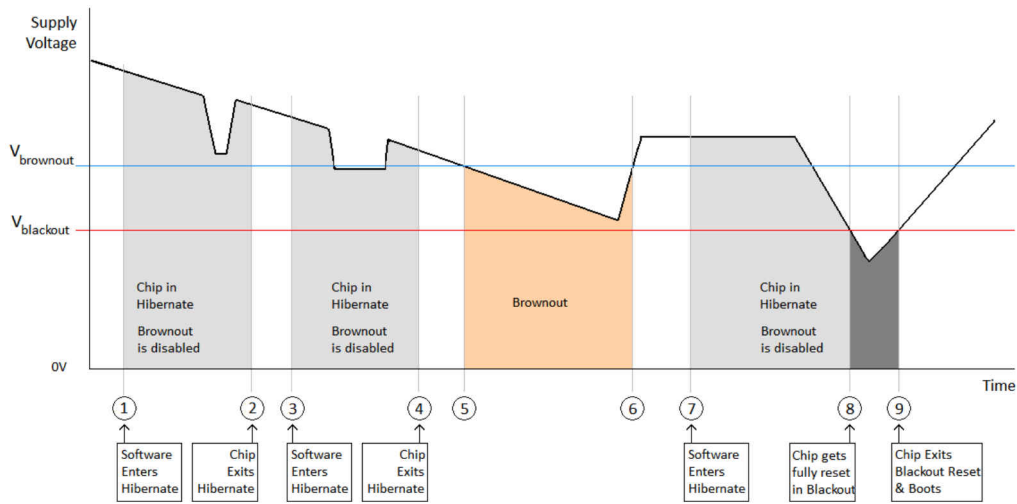 Supply
Voltage
Vbrownout
Vblackout
0V
Time
Chip in
Hibernate
Brownout
is disabled
Chip in
Hibernate
Brownout
is disabled
Brownout
Chip in
Hibernate
Brownout
is disabled
1
2
3
4
5
6
7
8
9
Software
Enters
Hibernate
Chip
Exits
Hibernate
Software
Enters
Hibernate
Chip
Exits
Hibernate
Software
Enters
Hibernate
Chip gets
fully reset
in Blackout
Chip Exits
Blackout Reset
& Boots